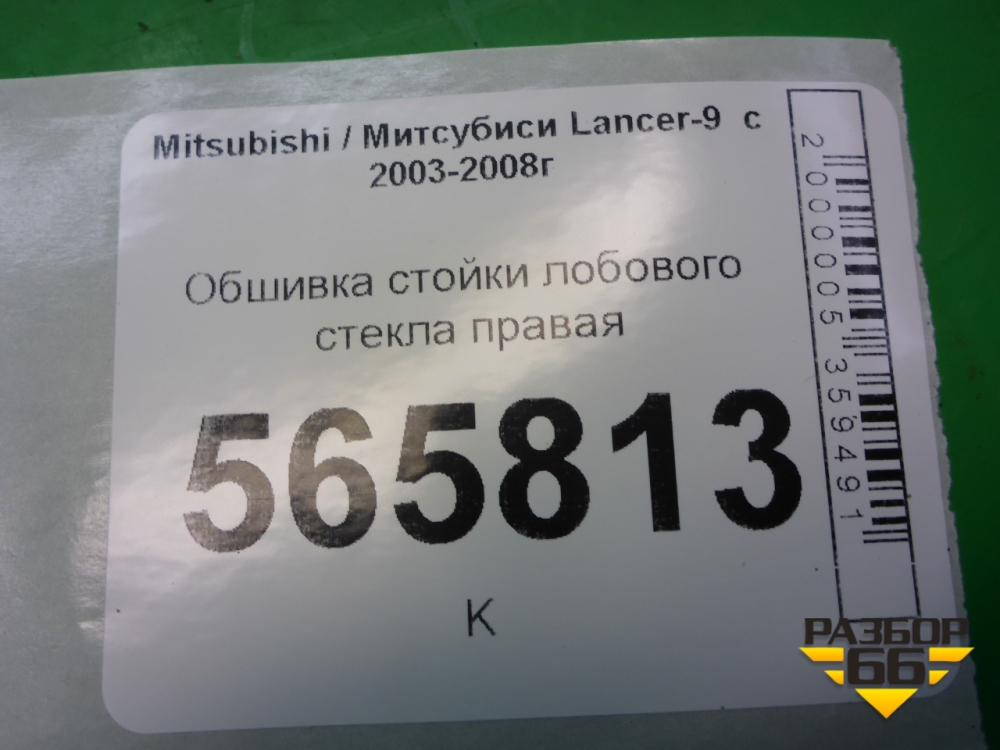 Mitsubishi / Митсубиси Lancer-9 с
2003-2008г
Обшивка стойки лобового
стекла правая
565813
К
2000005359491
РАЗБОР
66